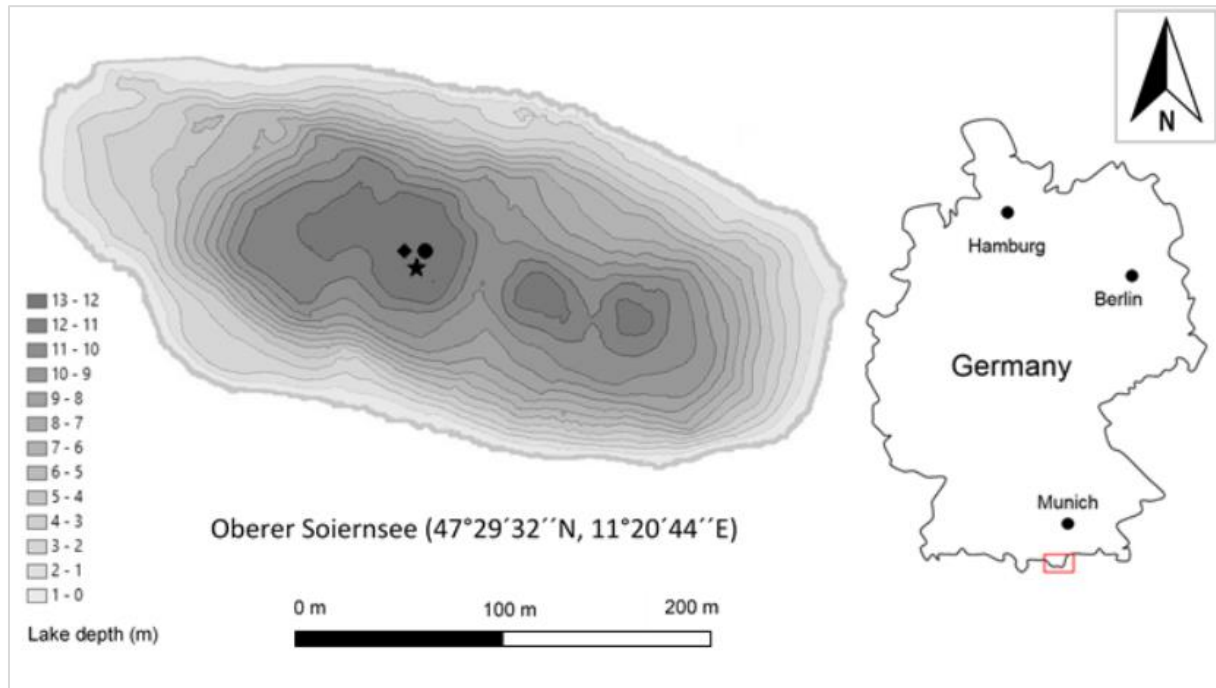 N
Hamburg
Berlin
Germany
Munich
13 - 12
12 - 11
11 - 10
10 - 9
9 - 8
8 - 7
7 - 6
6 - 5
5 - 4
4 - 3
3 - 2
2 - 1
1 - 0
Lake depth (m)
Oberer Soiernsee (47°29´32´´N, 11°20´44´´E)
0 m 100 m 200 m